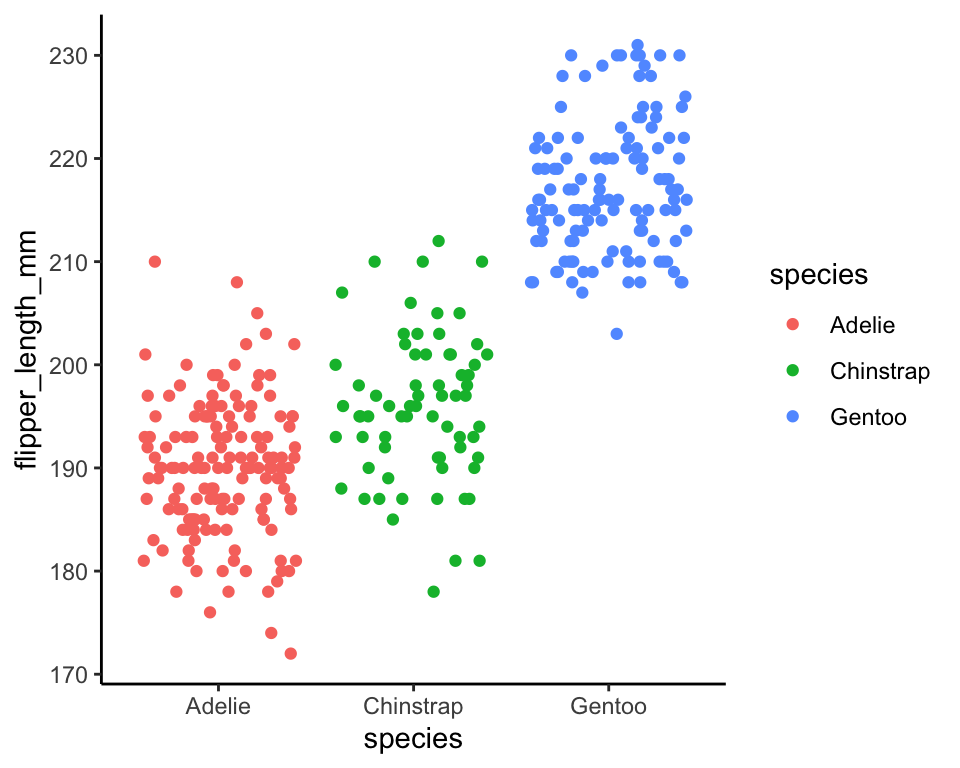 flipper_length_mm
230
220
210
200
190
180
170
Adelie Chinstrap Gentoo
species
species
Adelie
Chinstrap
Gentoo